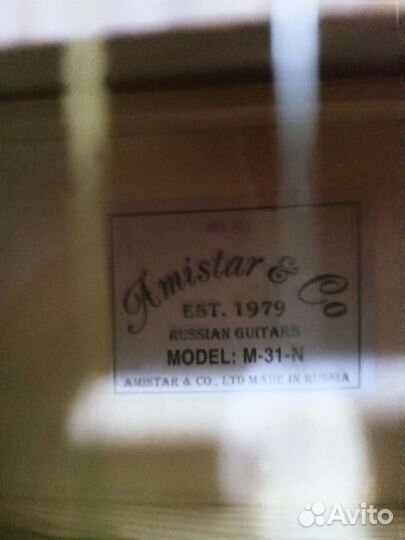 Amistar & Co
EST. 1979
RUSSIAN GUITARS
MODEL: M-31-N
AMISTAR & CO., LTD MADE IN RUSSIA
Avito